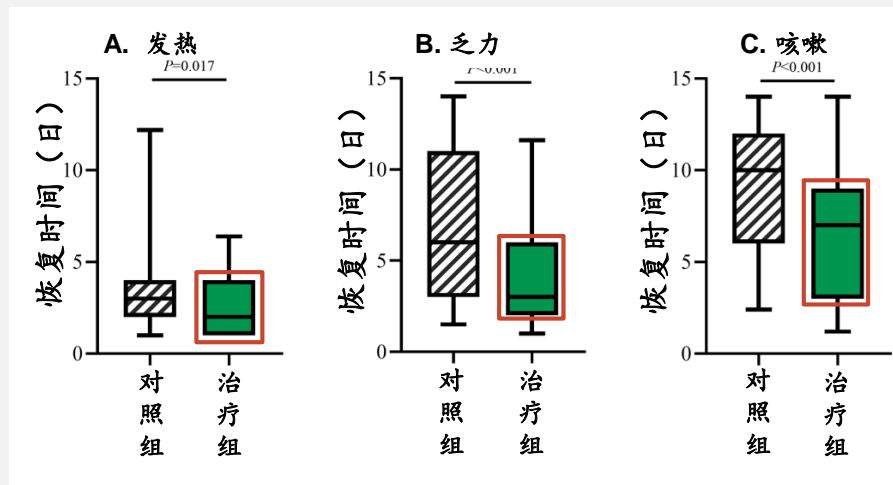 A. 发热
P=0.017
恢复时间（日）
15
10
5
0
对照组
治疗组
B. 乏力
P<0.001
恢复时间（日）
15
10
5
0
对照组
治疗组
C. 咳嗽
P<0.001
恢复时间（日）
15
10
5
0
对照组
治疗组